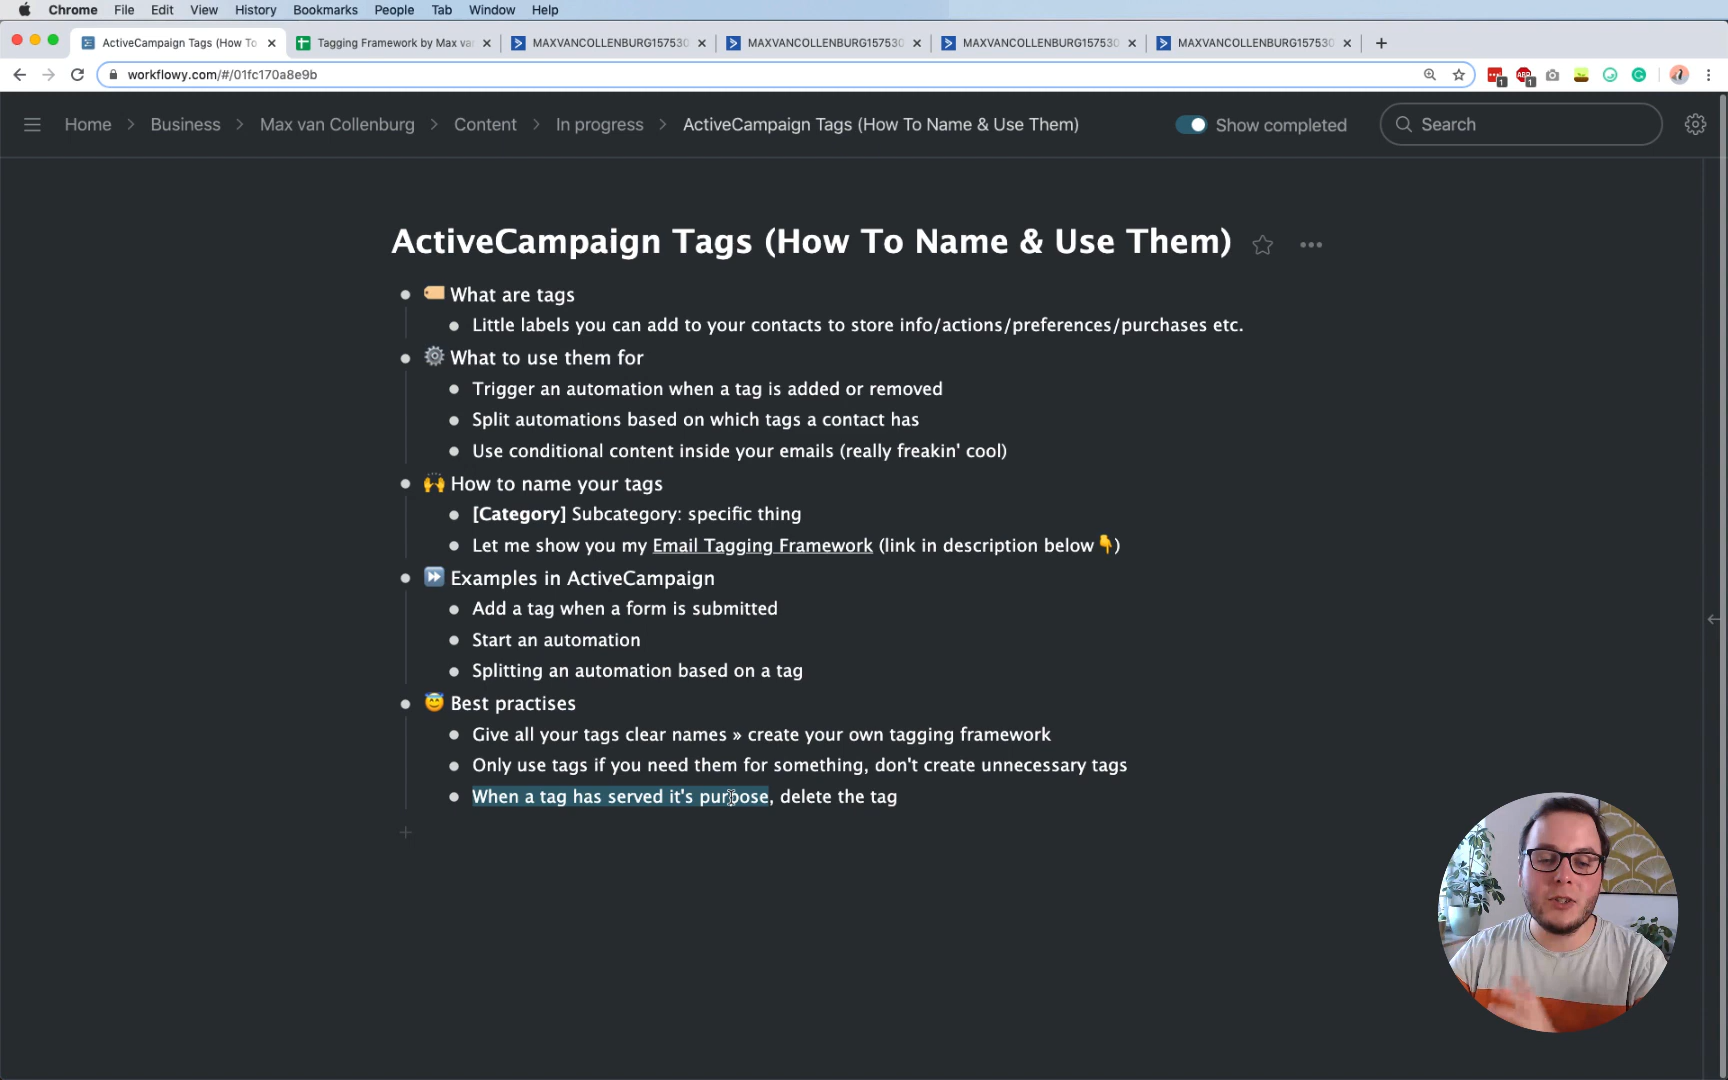 Chrome File Edit View History Bookmarks People Tab Window Help
ActiveCampaign Tags (How To
Tagging Framework by Max va
MAXVANCOLLENBURG157530
MAXVANCOLLENBURG157530
MAXVANCOLLENBURG157530
MAXVANCOLLENBURG157530
workflowy.com/#/01fc170a8e9b
1
ABP
1
Home > Business > Max van Collenburg > Content > In progress > ActiveCampaign Tags (How To Name & Use Them)
Show completed
Search
ActiveCampaign Tags (How To Name & Use Them)
What are tags
Little labels you can add to your contacts to store info/actions/preferences/purchases etc.
What to use them for
Trigger an automation when a tag is added or removed
Split automations based on which tags a contact has
Use conditional content inside your emails (really freakin' cool)
How to name your tags
[Category] Subcategory: specific thing
Let me show you my Email Tagging Framework (link in description below👇)
Examples in ActiveCampaign
Add a tag when a form is submitted
Start an automation
Splitting an automation based on a tag
Best practises
Give all your tags clear names » create your own tagging framework
Only use tags if you need them for something, don't create unnecessary tags
When a tag has served it's purpose, delete the tag